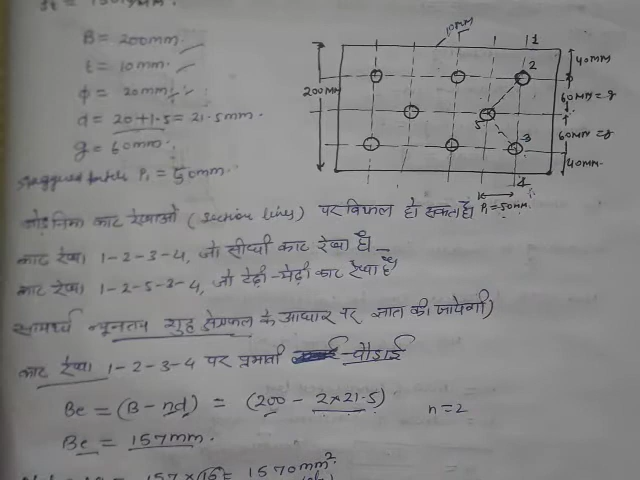 B = 200mm.
t = 10mm
ф = 20mm
d = 20+1.5 = 21.5mm.
g = 60mm.
P₁ = 50mm.
10mm
1
2
40MM
200MM
60MM=g
5
60MM=g
3
40MM.
4
P₁=50mm.
जोड़ निम्न काट रेखाओं (section lines) पर विफल हो सकता है।
काट रेखा 1-2-3-4, जो सीधी काट रेखा है।
काट रेखा 1-2-5-3-4, जो टेढ़ी-मेढ़ी काट रेखा है
सामर्थ्य न्यूनतम शुद्ध क्षेत्रफल के आधार पर ज्ञात की जायेगी)
काट रेखा 1-2-3-4 पर प्रभावी चौड़ाई
Be = (B-nd) = (200 - 2×21.5) n=2
Be = 157mm.
157×10 = 1570mm²